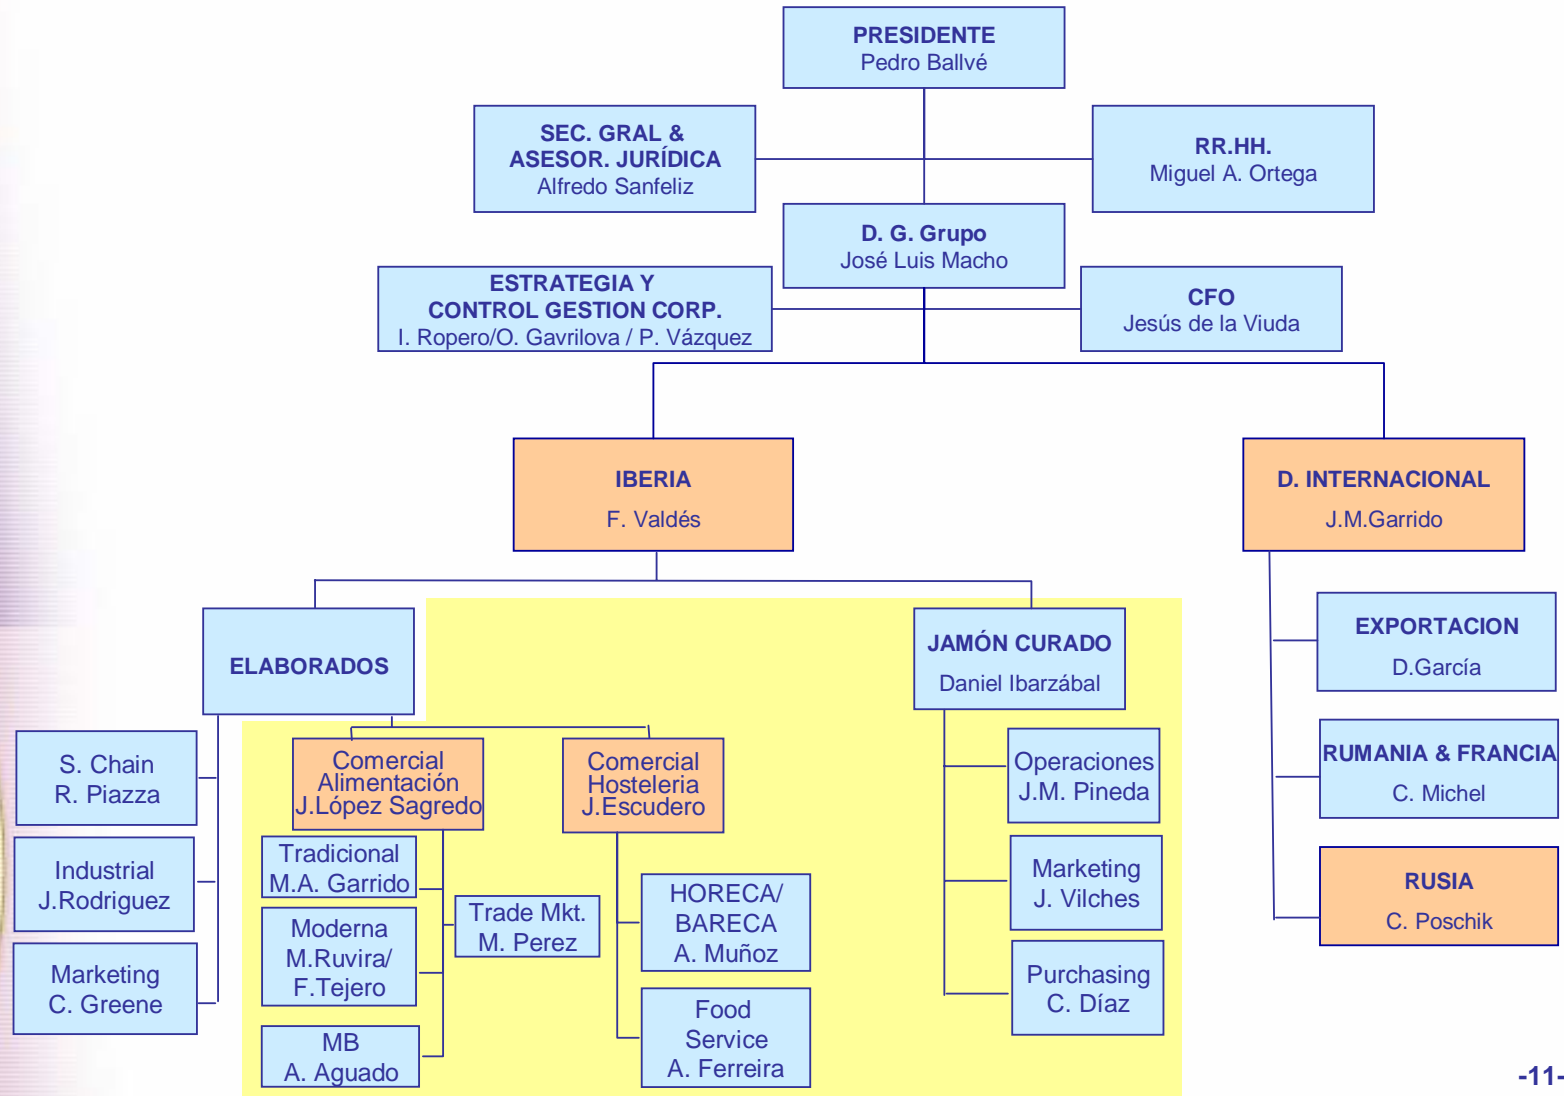 PRESIDENTE
Pedro Ballvé
SEC. GRAL &
ASESOR. JURÍDICA
Alfredo Sanfeliz
RR.HH.
Miguel A. Ortega
D. G. Grupo
José Luis Macho
ESTRATEGIA Y
CONTROL GESTION CORP.
I. Ropero/O. Gavrilova / P. Vázquez
CFO
Jesús de la Viuda
IBERIA
F. Valdés
D. INTERNACIONAL
J.M.Garrido
ELABORADOS
JAMÓN CURADO
Daniel Ibarzábal
EXPORTACION
D.García
RUMANIA & FRANCIA
C. Michel
RUSIA
C. Poschik
S. Chain
R. Piazza
Industrial
J.Rodriguez
Marketing
C. Greene
Comercial
Alimentación
J.López Sagredo
Tradicional
M.A. Garrido
Moderna
M.Ruvira/
F.Tejero
MB
A. Aguado
Trade Mkt.
M. Perez
Comercial
Hosteleria
J.Escudero
HORECA/
BARECA
A. Muñoz
Food
Service
A. Ferreira
Operaciones
J.M. Pineda
Marketing
J. Vilches
Purchasing
C. Díaz
-11-